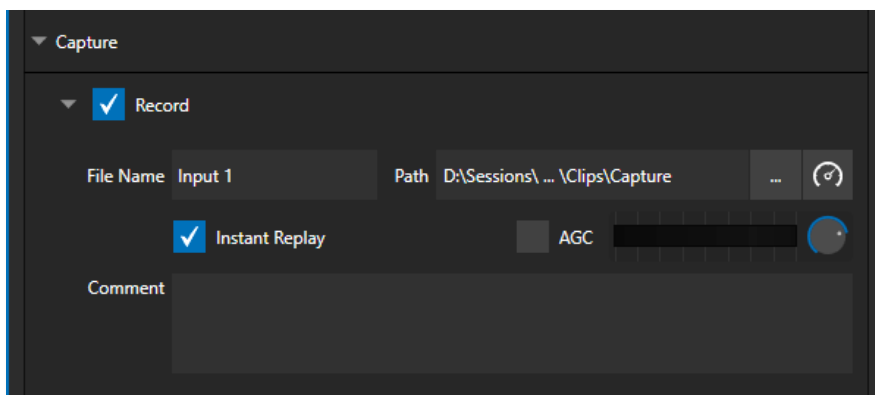 Capture
Record
File Name Input 1 Path D:\Sessions\ ... \Clips\Capture ...
Instant Replay AGC
Comment